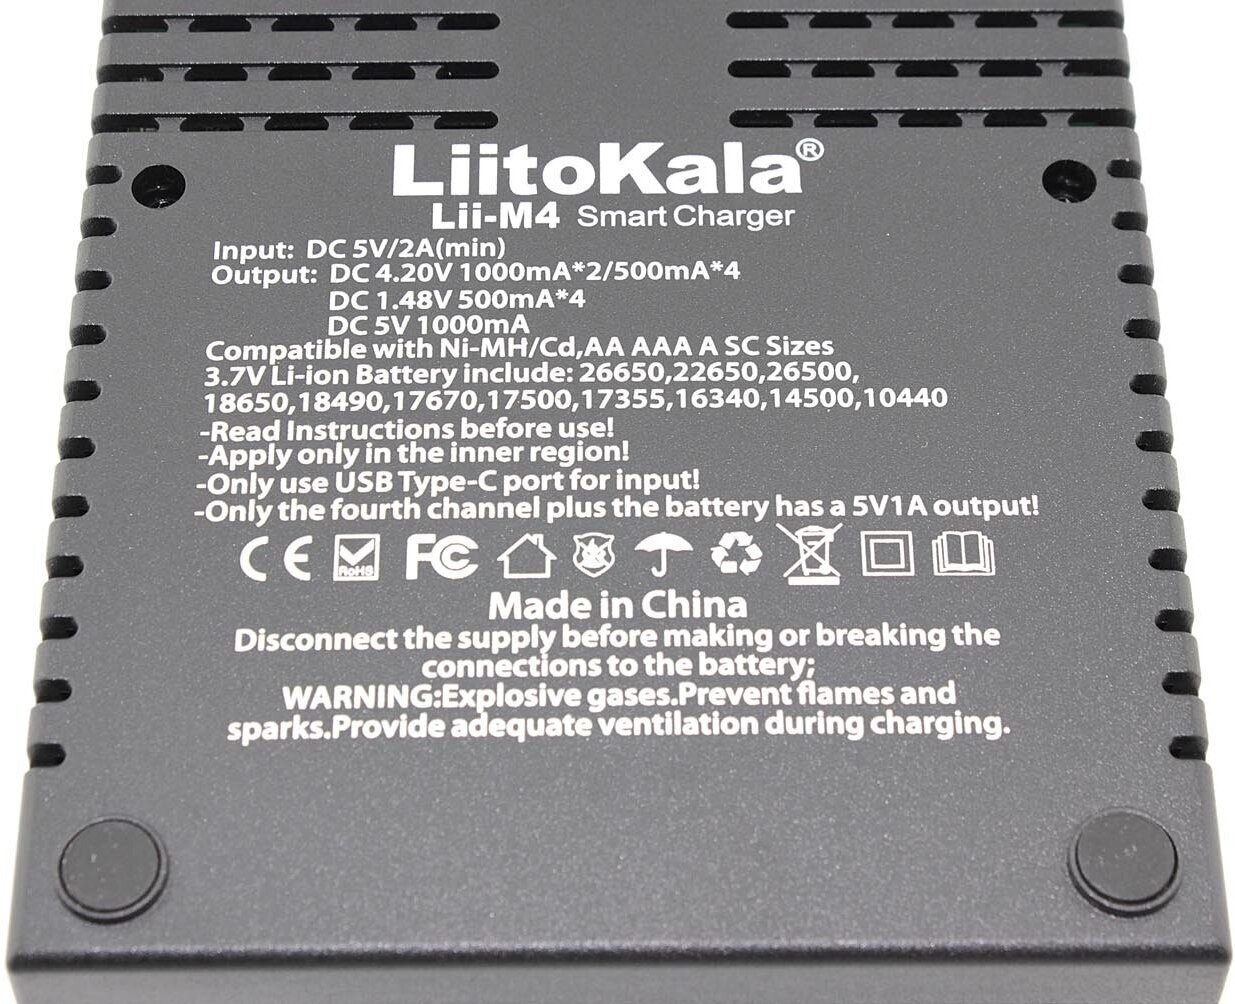 LiitoKala®
Lii-M4 Smart Charger
Input: DC 5V/2A(min)
Output: DC 4.20V 1000mA*2/500mA*4
DC 1.48V 500mA*4
DC 5V 1000mA
Compatible with Ni-MH/Cd,AA AAA A SC Sizes
3.7V Li-ion Battery include: 26650,22650,26500,
18650,18490,17670,17500,17355,16340,14500,10440
-Read Instructions before use!
-Apply only in the inner region!
-Only use USB Type-C port for input!
-Only the fourth channel plus the battery has a 5V1A output!
CE RoHS FC
Made in China
Disconnect the supply before making or breaking the
connections to the battery;
WARNING:Explosive gases.Prevent flames and
sparks.Provide adequate ventilation during charging.